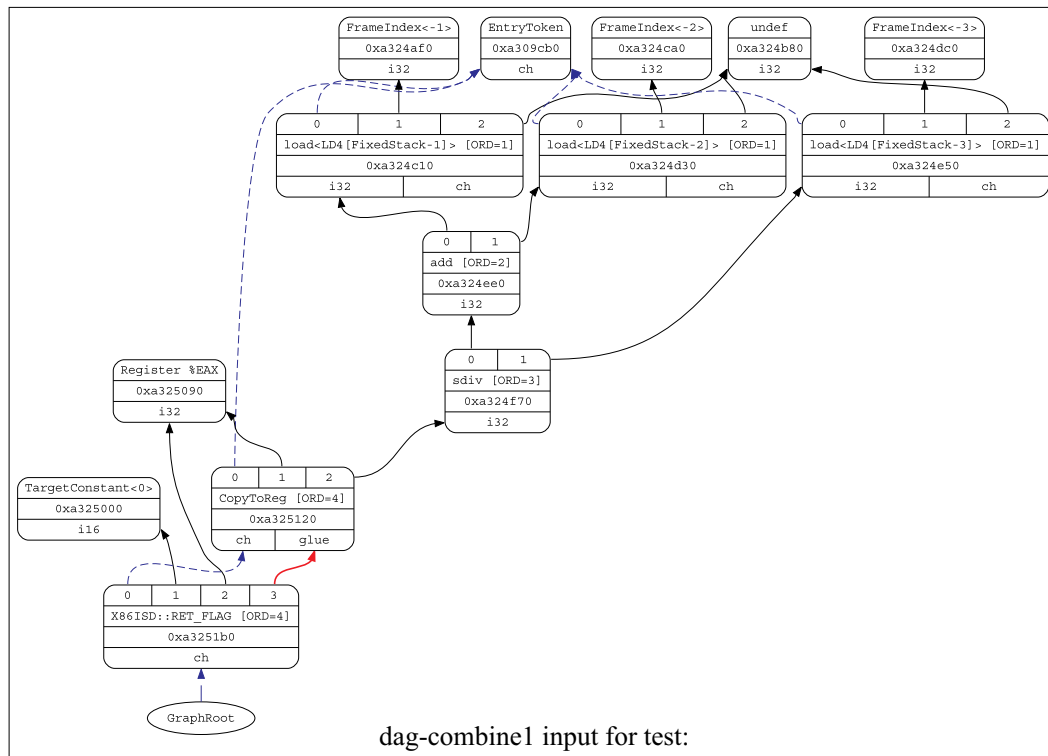 FrameIndex<-1> EntryToken FrameIndex<-2> undef FrameIndex<-3>
0xa324af0 0xa309cb0 0xa324ca0 0xa324b80 0xa324dc0
i32 ch i32 i32 i32
0 1 2 0 1 2 0 1 2
load<LD4[FixedStack-1]> [ORD=1] load<LD4[FixedStack-2]> [ORD=1] load<LD4[FixedStack-3]> [ORD=1]
0xa324c10 0xa324d30 0xa324e50
i32 ch i32 ch i32 ch
0 1
add [ORD=2]
0xa324ee0
i32
0 1
sdiv [ORD=3]
0xa324f70
i32
Register %EAX
0xa325090
i32
0 1 2
CopyToReg [ORD=4]
0xa325120
ch glue
TargetConstant<0>
0xa325000
i16
0 1 2 3
X86ISD::RET_FLAG [ORD=4]
0xa3251b0
ch
GraphRoot
dag-combine1 input for test: